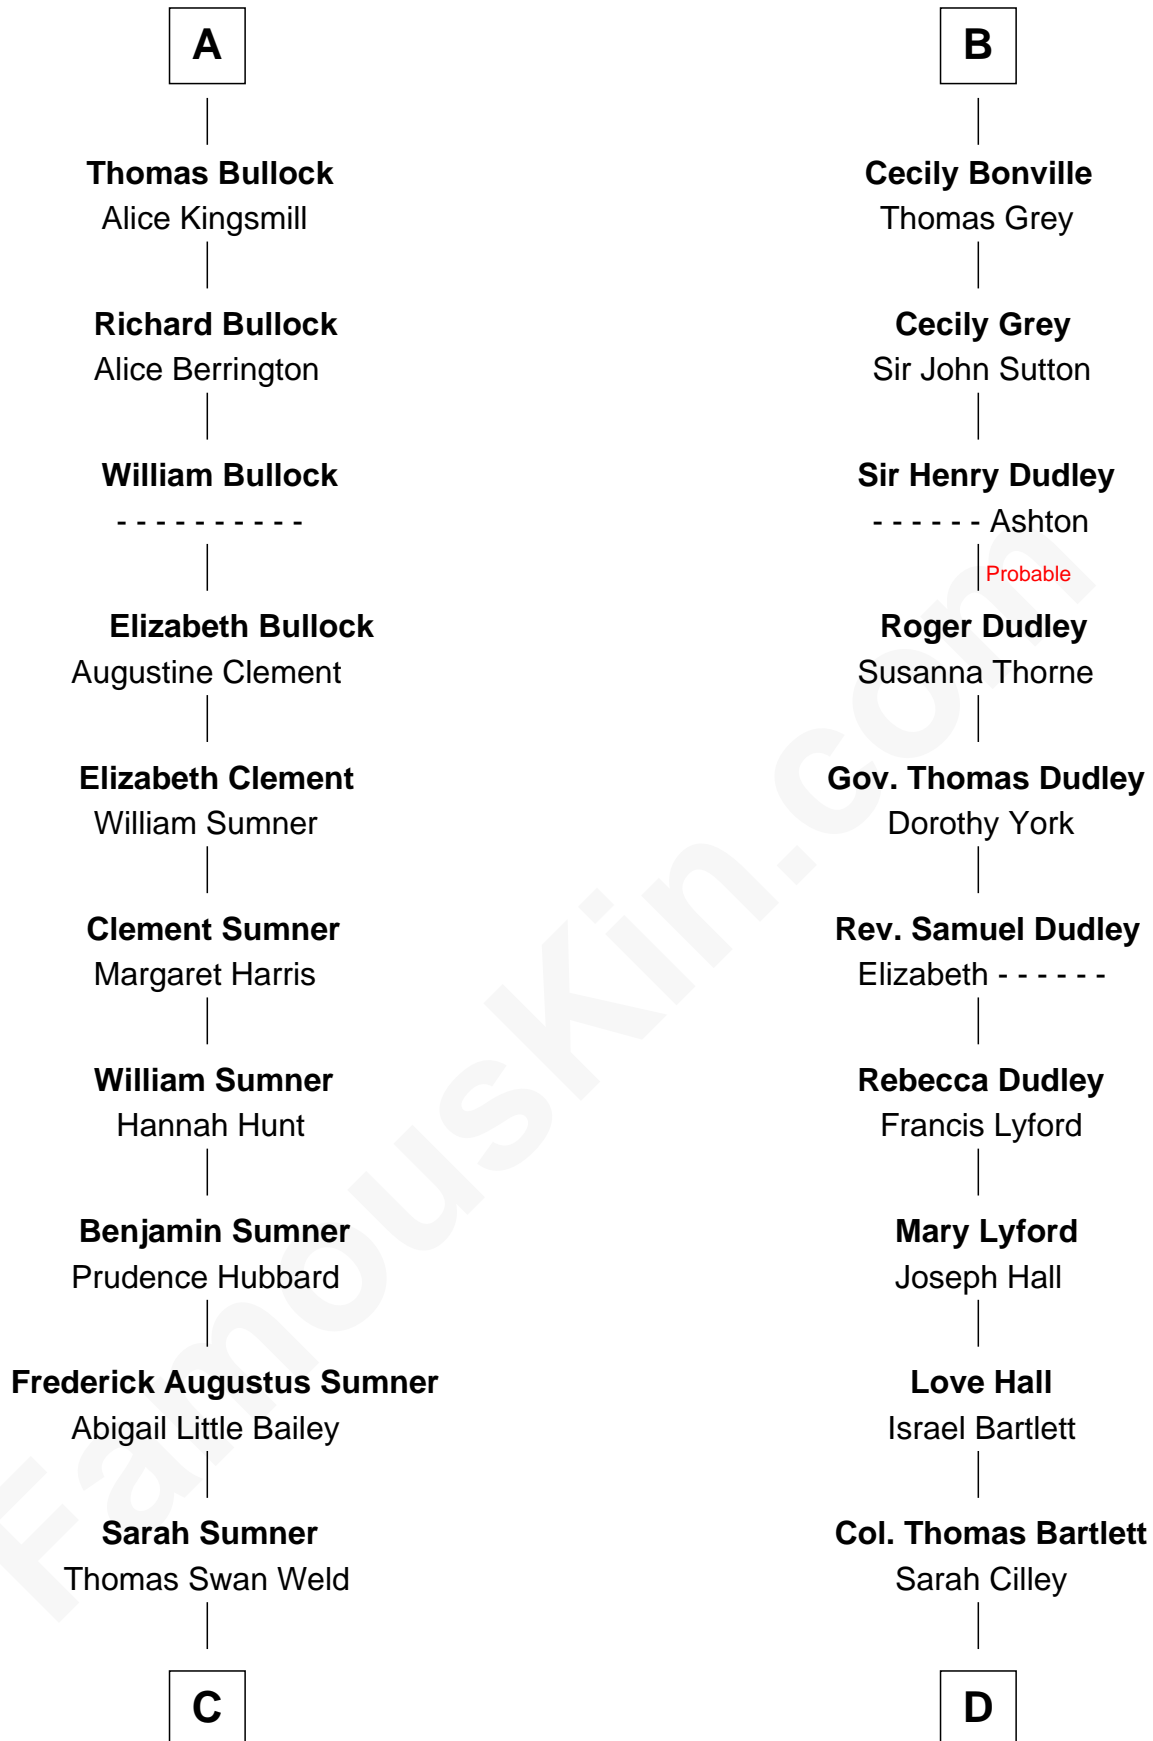 A
Thomas Bullock
Alice Kingsmill
Richard Bullock
Alice Berrington
William Bullock
- - - - - - - - - -
Elizabeth Bullock
Augustine Clement
Elizabeth Clement
William Sumner
Clement Sumner
Margaret Harris
William Sumner
Hannah Hunt
Benjamin Sumner
Prudence Hubbard
Frederick Augustus Sumner
Abigail Little Bailey
Sarah Sumner
Thomas Swan Weld
C
B
Cecily Bonville
Thomas Grey
Cecily Grey
Sir John Sutton
Sir Henry Dudley
- - - - - - Ashton
Probable
Roger Dudley
Susanna Thorne
Gov. Thomas Dudley
Dorothy York
Rev. Samuel Dudley
Elizabeth - - - - - -
Rebecca Dudley
Francis Lyford
Mary Lyford
Joseph Hall
Love Hall
Israel Bartlett
Col. Thomas Bartlett
Sarah Cilley
D
FamousKin.com